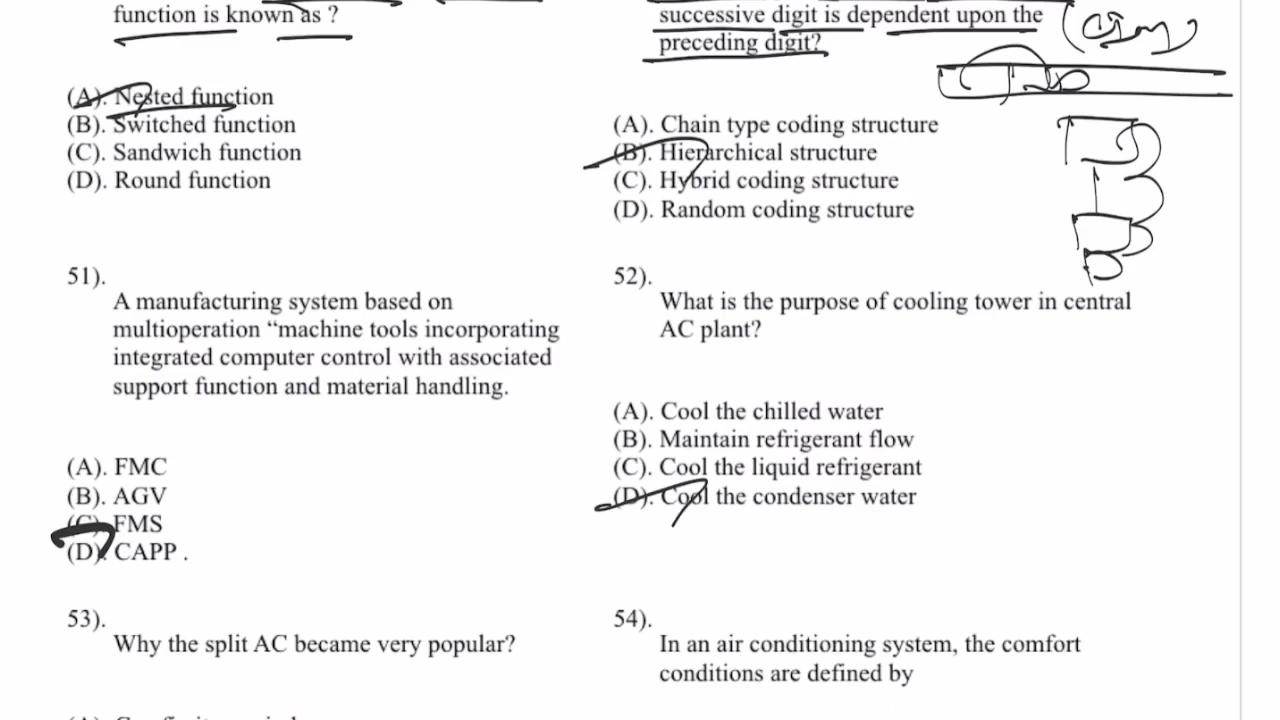 function is known as ?
(A). Nested function
(B). Switched function
(C). Sandwich function
(D). Round function
successive digit is dependent upon the
preceding digit?
(A). Chain type coding structure
(B). Hierarchical structure
(C). Hybrid coding structure
(D). Random coding structure
51).
A manufacturing system based on
multioperation “machine tools incorporating
integrated computer control with associated
support function and material handling.
(A). FMC
(B). AGV
(C). FMS
(D). CAPP .
52).
What is the purpose of cooling tower in central
AC plant?
(A). Cool the chilled water
(B). Maintain refrigerant flow
(C). Cool the liquid refrigerant
(D). Cool the condenser water
53).
Why the split AC became very popular?
54).
In an air conditioning system, the comfort
conditions are defined by